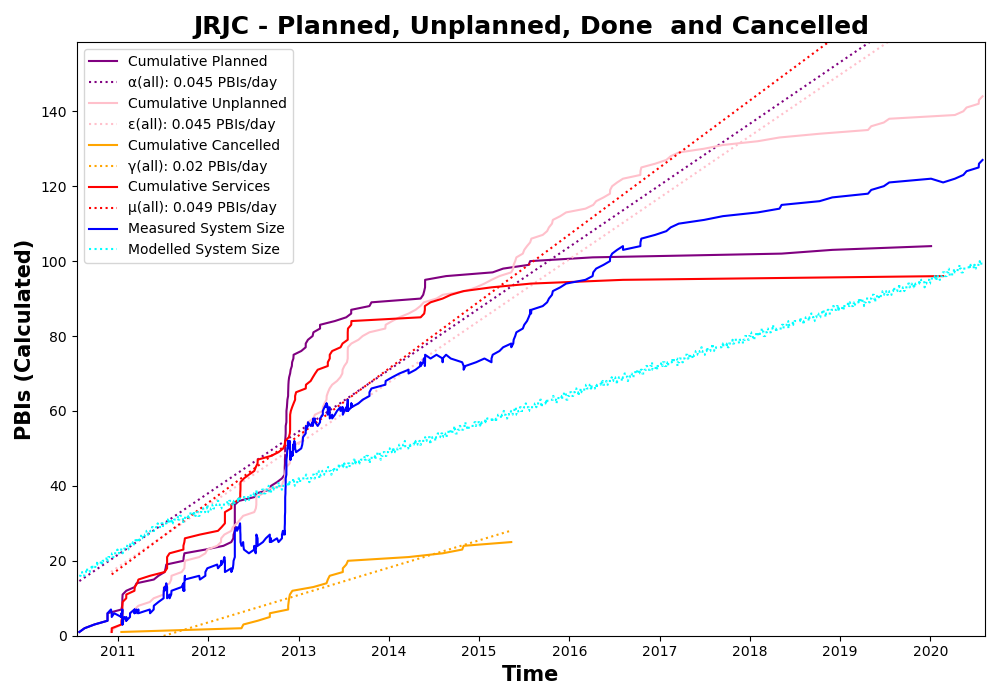 JRJC - Planned, Unplanned, Done  and Cancelled
Cumulative Planned
α(all): 0.045 PBIs/day
Cumulative Unplanned
ε(all): 0.045 PBIs/day
Cumulative Cancelled
γ(all): 0.02 PBIs/day
Cumulative Services
μ(all): 0.049 PBIs/day
Measured System Size
Modelled System Size
PBIs (Calculated)
140
120
100
80
60
40
20
0
2011 2012 2013 2014 2015 2016 2017 2018 2019 2020
Time